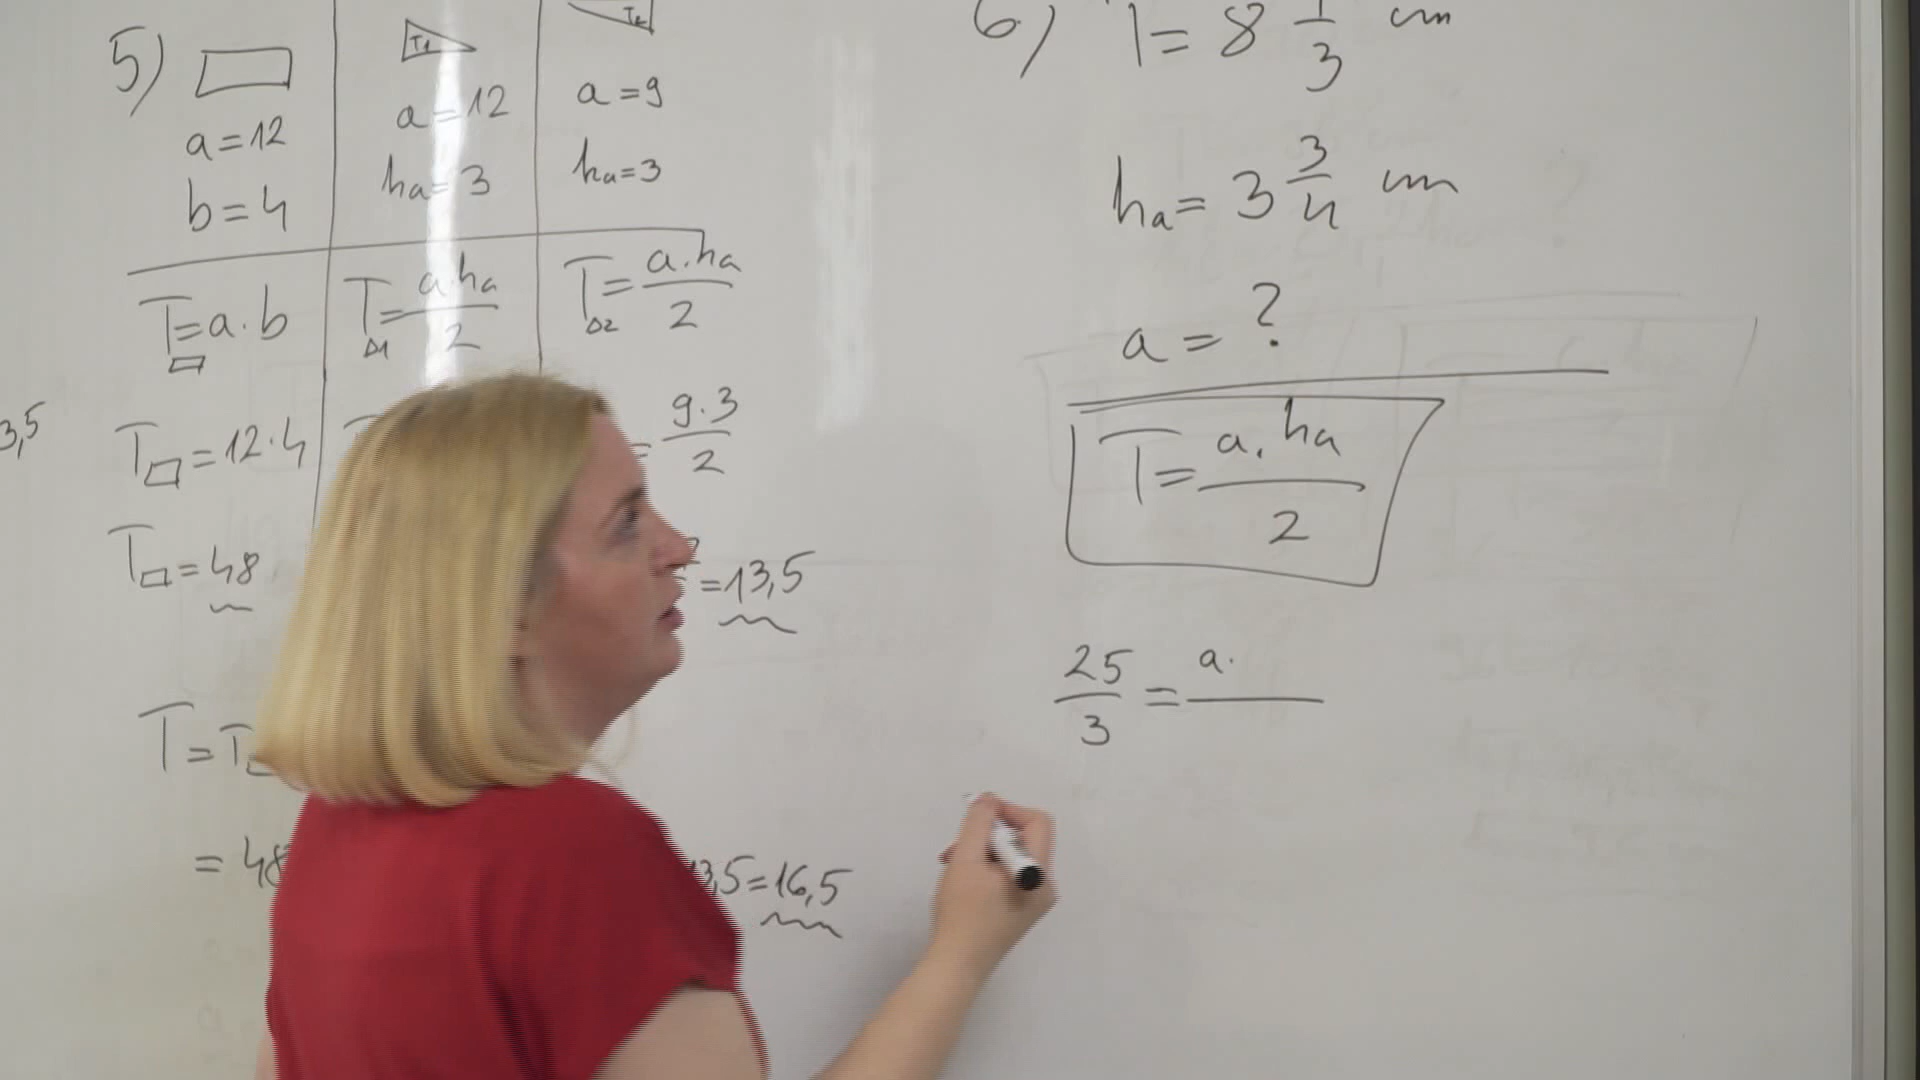 5)
T₁
T₂
a = 12
b = 4
a = 12
hₐ = 3
a = 9
hₐ = 3
T▭ = a · b
T△1 = a · hₐ / 2
T△2 = a · hₐ / 2
3,5
T▭ = 12 · 4
T
= 9 · 3 / 2
T▭ = 48
= 13,5
T = T
= 48
3,5 = 16,5
6) T = 8 1/3 cm
hₐ = 3 3/4 cm
a = ?
T = a · hₐ / 2
25/3 = a ·